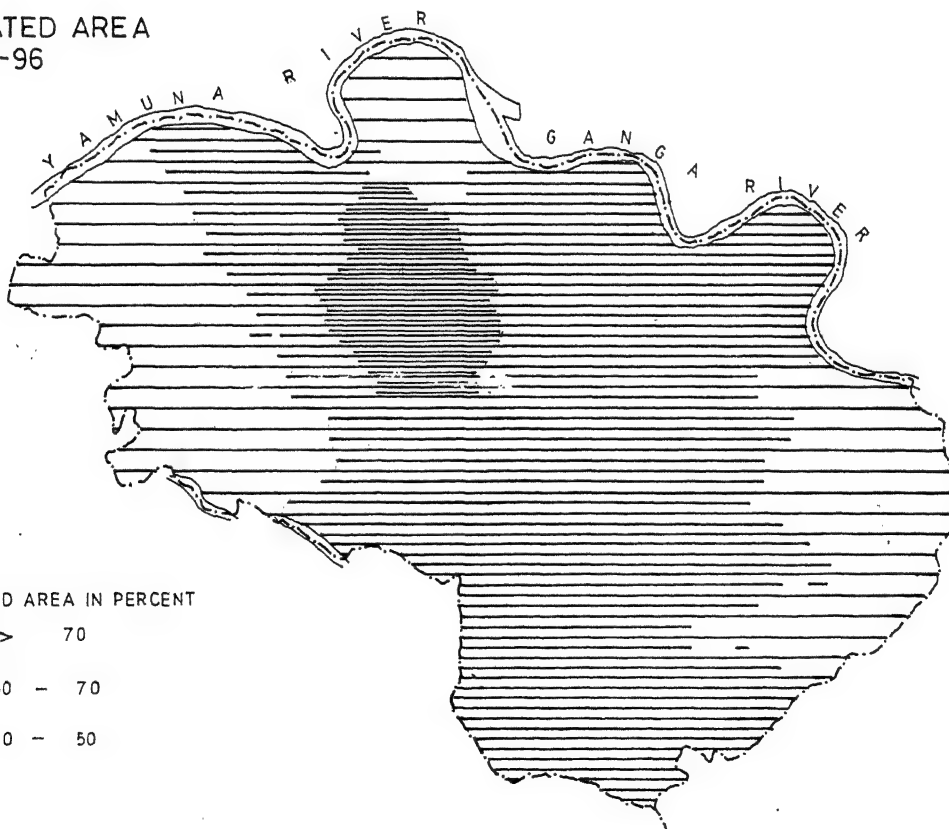 ATED AREA
-96
YAMUNA RIVER
GANGA RIVER
D AREA IN PERCENT
> 70
0 – 70
0 – 50